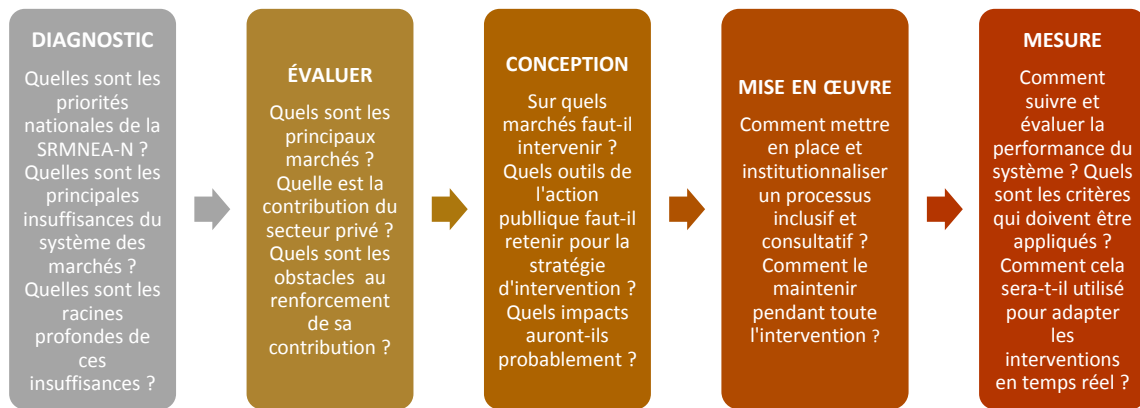 DIAGNOSTIC
Quelles sont les
priorités
nationales de la
SRMNEA-N ?
Quelles sont les
principales
insuffisances du
système des
marchés ?
Quelles sont les
racines
profondes de
ces
insuffisances ?
ÉVALUER
Quels sont les
principaux
marchés ?
Quelle est la
contribution du
secteur privé ?
Quels sont les
obstacles au
renforcement
de sa
contribution ?
CONCEPTION
Sur quels
marchés faut-il
intervenir ?
Quels outils de
l'action
publlique faut-il
retenir pour la
stratégie
d'intervention ?
Quels impacts
auront-ils
probablement ?
MISE EN ŒUVRE
Comment mettre
en place et
institutionnaliser
un processus
inclusif et
consultatif ?
Comment le
maintenir
pendant toute
l'intervention ?
MESURE
Comment
suivre et
évaluer la
performance du
système ? Quels
sont les critères
qui doivent être
appliqués ?
Comment cela
sera-t-il utilisé
pour adapter
les
interventions
en temps réel ?